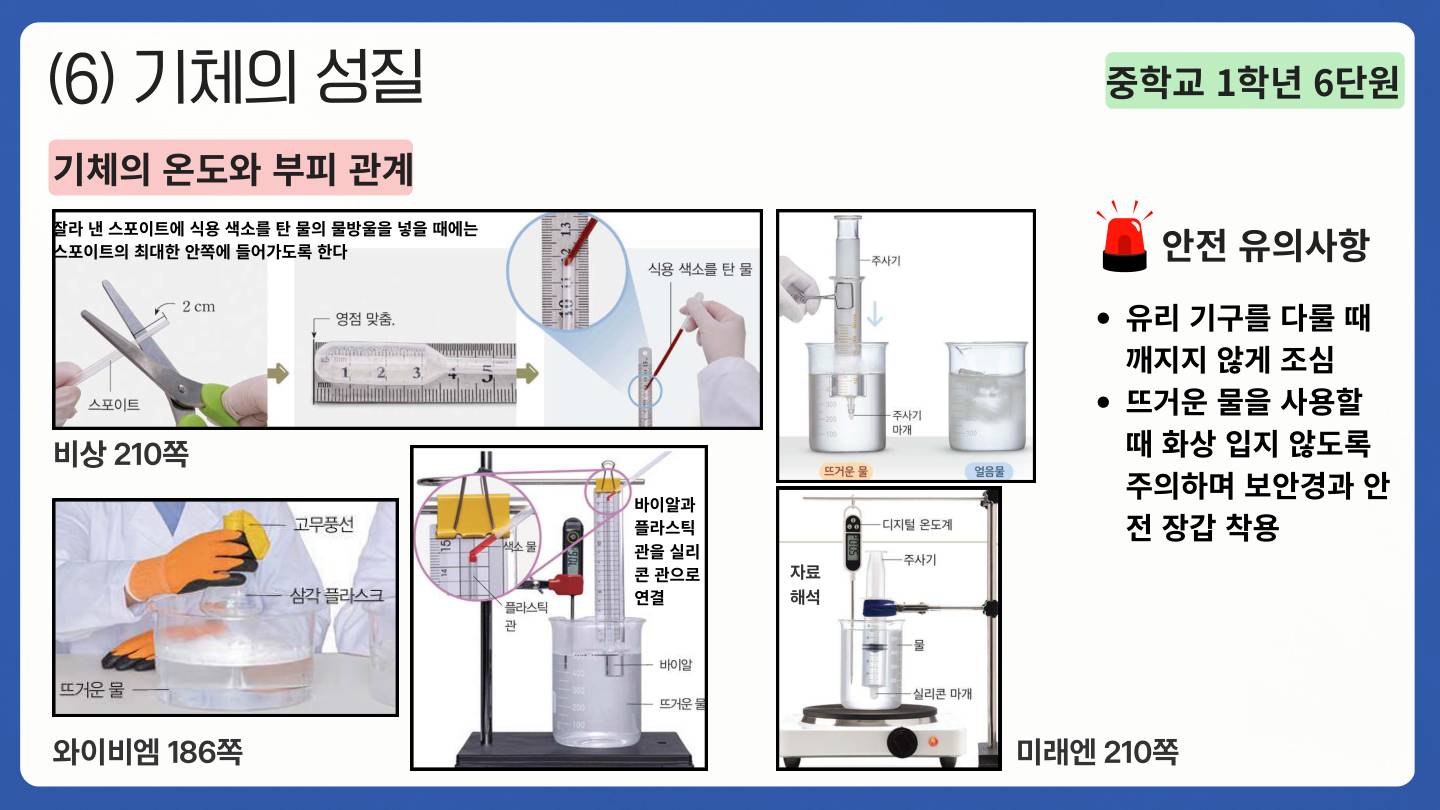 (6) 기체의 성질
중학교 1학년 6단원
기체의 온도와 부피 관계
잘라 낸 스포이트에 식용 색소를 탄 물의 물방울을 넣을 때에는
스포이트의 최대한 안쪽에 들어가도록 한다
2 cm
스포이트
영점 맞춤.
1 2 3 4 5
식용 색소를 탄 물
비상 210쪽
고무풍선
삼각 플라스크
뜨거운 물
와이비엠 186쪽
바이알과
플라스틱
관을 실리
콘 관으로
연결
색소 물
플라스틱
관
바이알
뜨거운 물
주사기
주사기
마개
뜨거운 물
얼음물
디지털 온도계
주사기
자료
해석
물
실리콘 마개
미래엔 210쪽
안전 유의사항
• 유리 기구를 다룰 때
깨지지 않게 조심
• 뜨거운 물을 사용할
때 화상 입지 않도록
주의하며 보안경과 안
전 장갑 착용